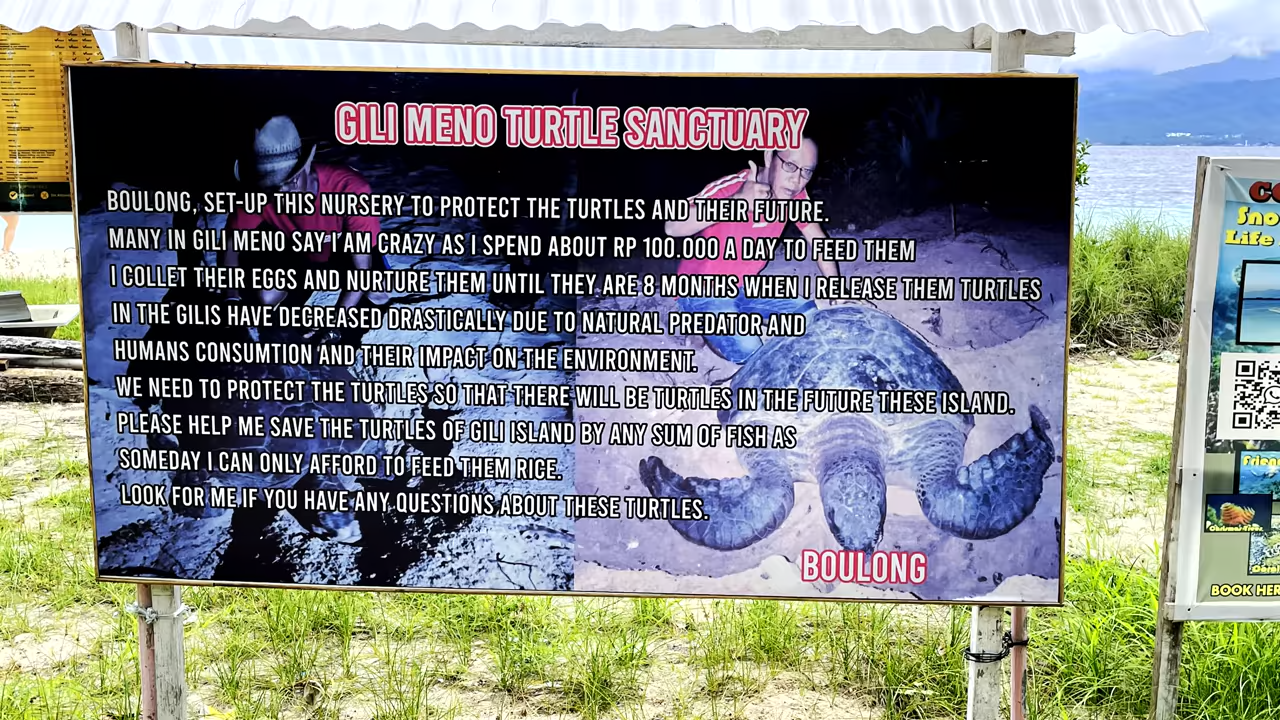 GILI MENO TURTLE SANCTUARY
BOULONG, SET-UP THIS NURSERY TO PROTECT THE TURTLES AND THEIR FUTURE.
MANY IN GILI MENO SAY I'AM CRAZY AS I SPEND ABOUT RP 100.000 A DAY TO FEED THEM
I COLLET THEIR EGGS AND NURTURE THEM UNTIL THEY ARE 8 MONTHS WHEN I RELEASE THEM TURTLES
IN THE GILIS HAVE DEGREASED DRASTICALLY DUE TO NATURAL PREDATOR AND
HUMANS CONSUMTION AND THEIR IMPACT ON THE ENVIRONMENT.
WE NEED TO PROTECT THE TURTLES SO THAT THERE WILL BE TURTLES IN THE FUTURE THESE ISLAND.
PLEASE HELP ME SAVE THE TURTLES OF GILI ISLAND BY ANY SUM OF FISH AS
SOMEDAY I CAN ONLY AFFORD TO FEED THEM RICE.
LOOK FOR ME IF YOU HAVE ANY QUESTIONS ABOUT THESE TURTLES.
BOULONG
CO
Sno
Life
BOOK HER